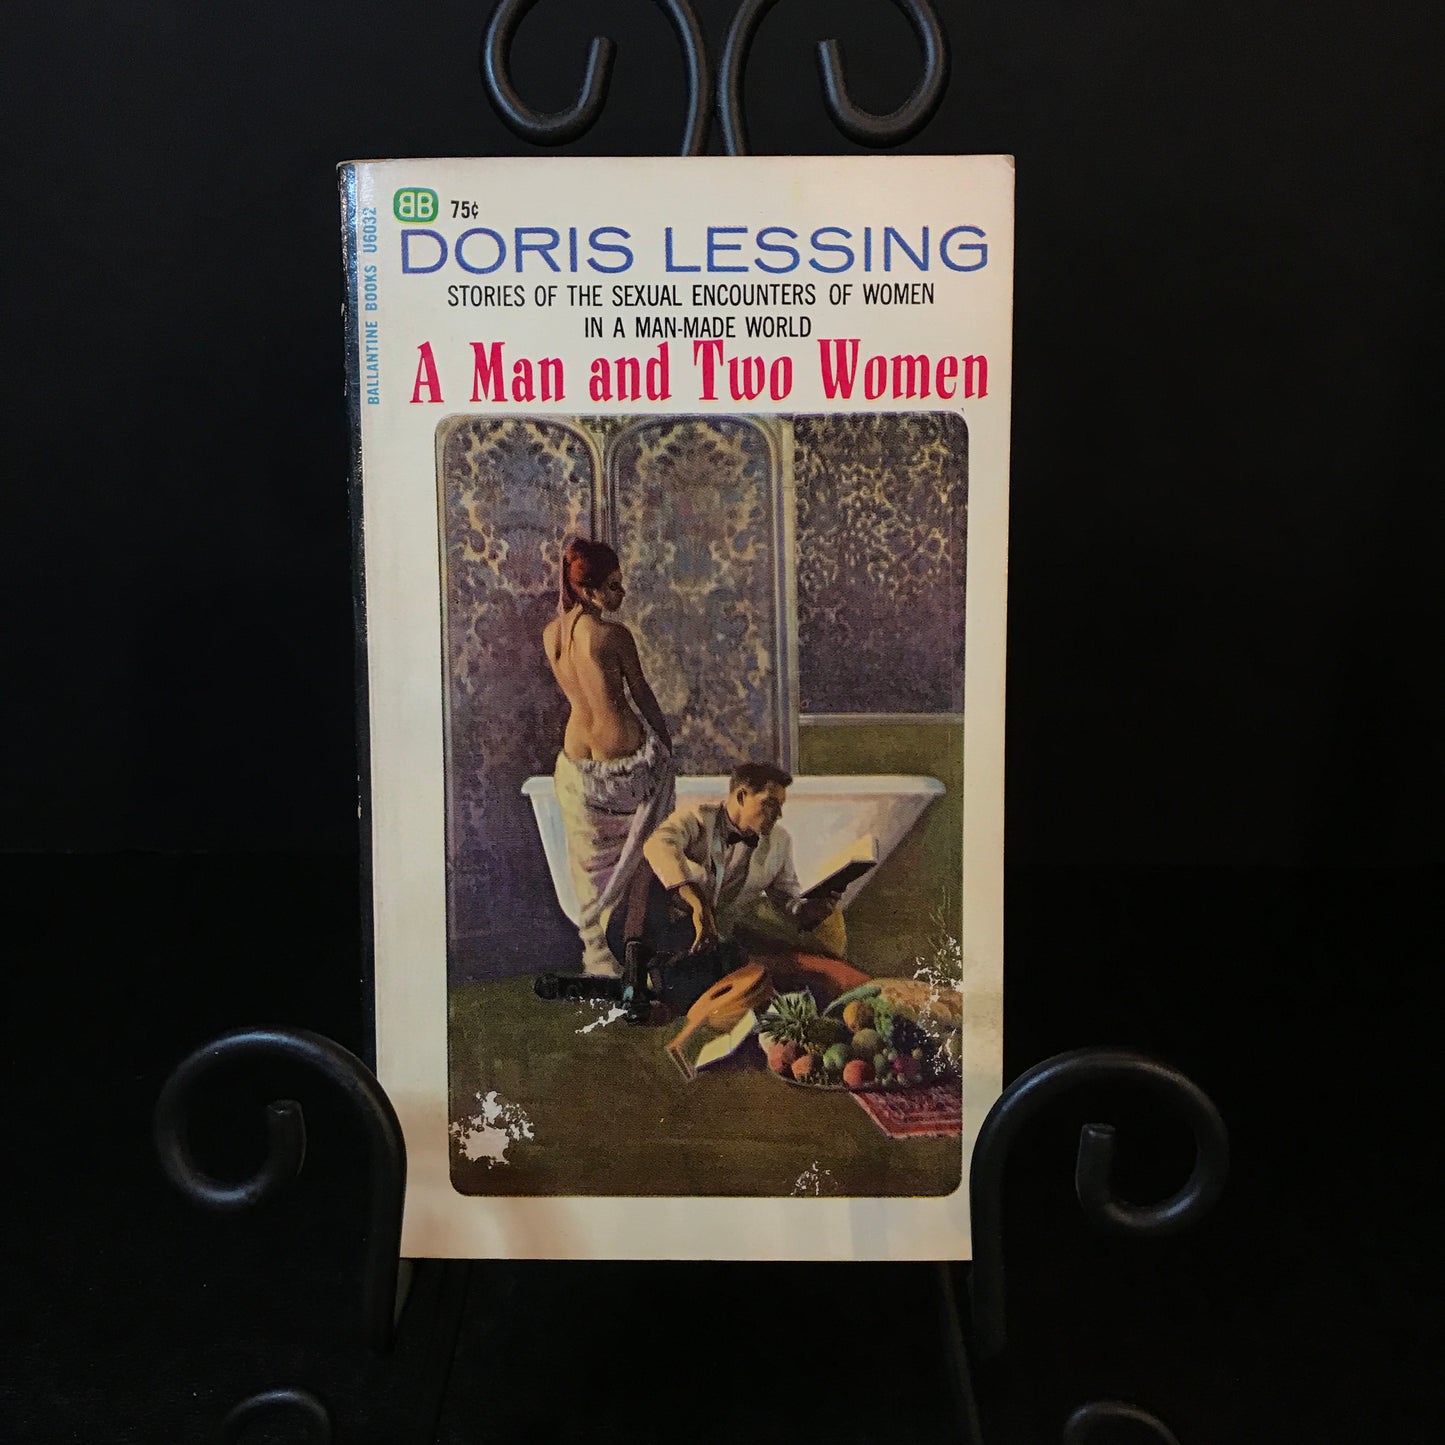 BB 75¢
DORIS LESSING
STORIES OF THE SEXUAL ENCOUNTERS OF WOMEN
IN A MAN-MADE WORLD
A Man and Two Women
BALLANTINE BOOKS U6032